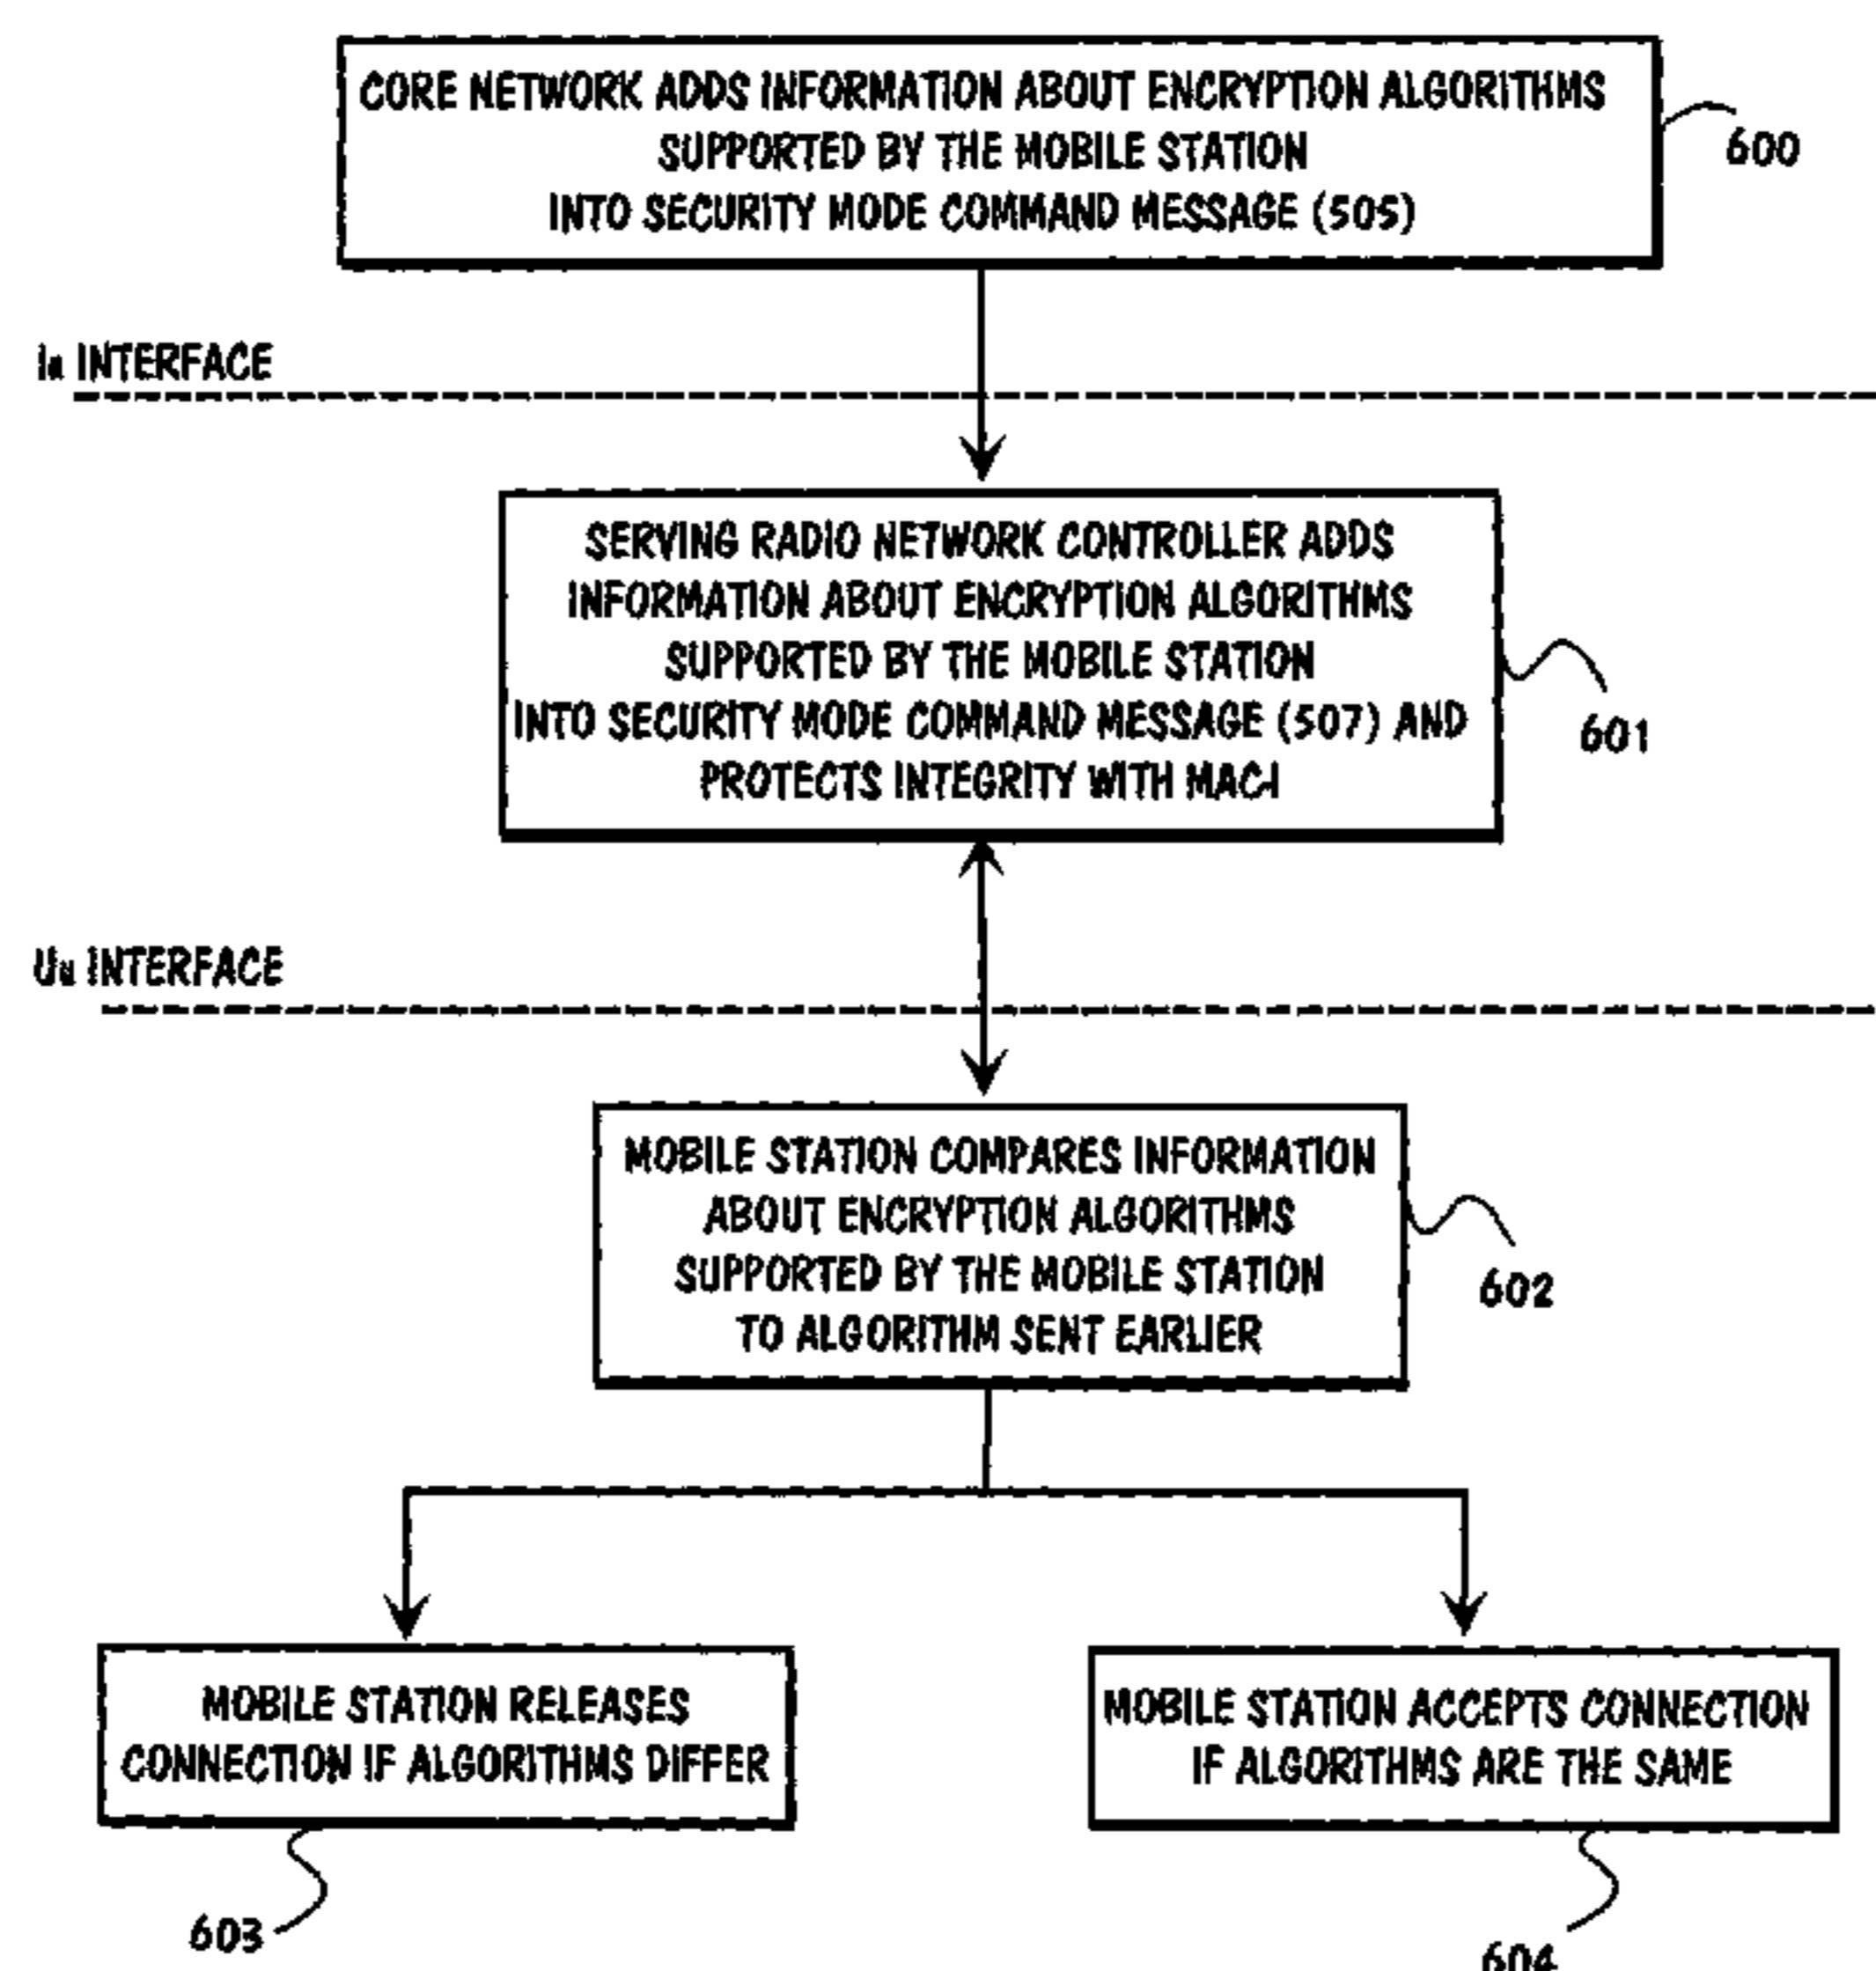 CORE NETWORK ADDS INFORMATION ABOUT ENCRYPTION ALGORITHMS
SUPPORTED BY THE MOBILE STATION
INTO SECURITY MODE COMMAND MESSAGE (505)
600
Iu INTERFACE
SERVING RADIO NETWORK CONTROLLER ADDS
INFORMATION ABOUT ENCRYPTION ALGORITHMS
SUPPORTED BY THE MOBILE STATION
INTO SECURITY MODE COMMAND MESSAGE (507) AND
PROTECTS INTEGRITY WITH MAC-I
601
Uu INTERFACE
MOBILE STATION COMPARES INFORMATION
ABOUT ENCRYPTION ALGORITHMS
SUPPORTED BY THE MOBILE STATION
TO ALGORITHM SENT EARLIER
602
MOBILE STATION RELEASES
CONNECTION IF ALGORITHMS DIFFER
603
MOBILE STATION ACCEPTS CONNECTION
IF ALGORITHMS ARE THE SAME
604